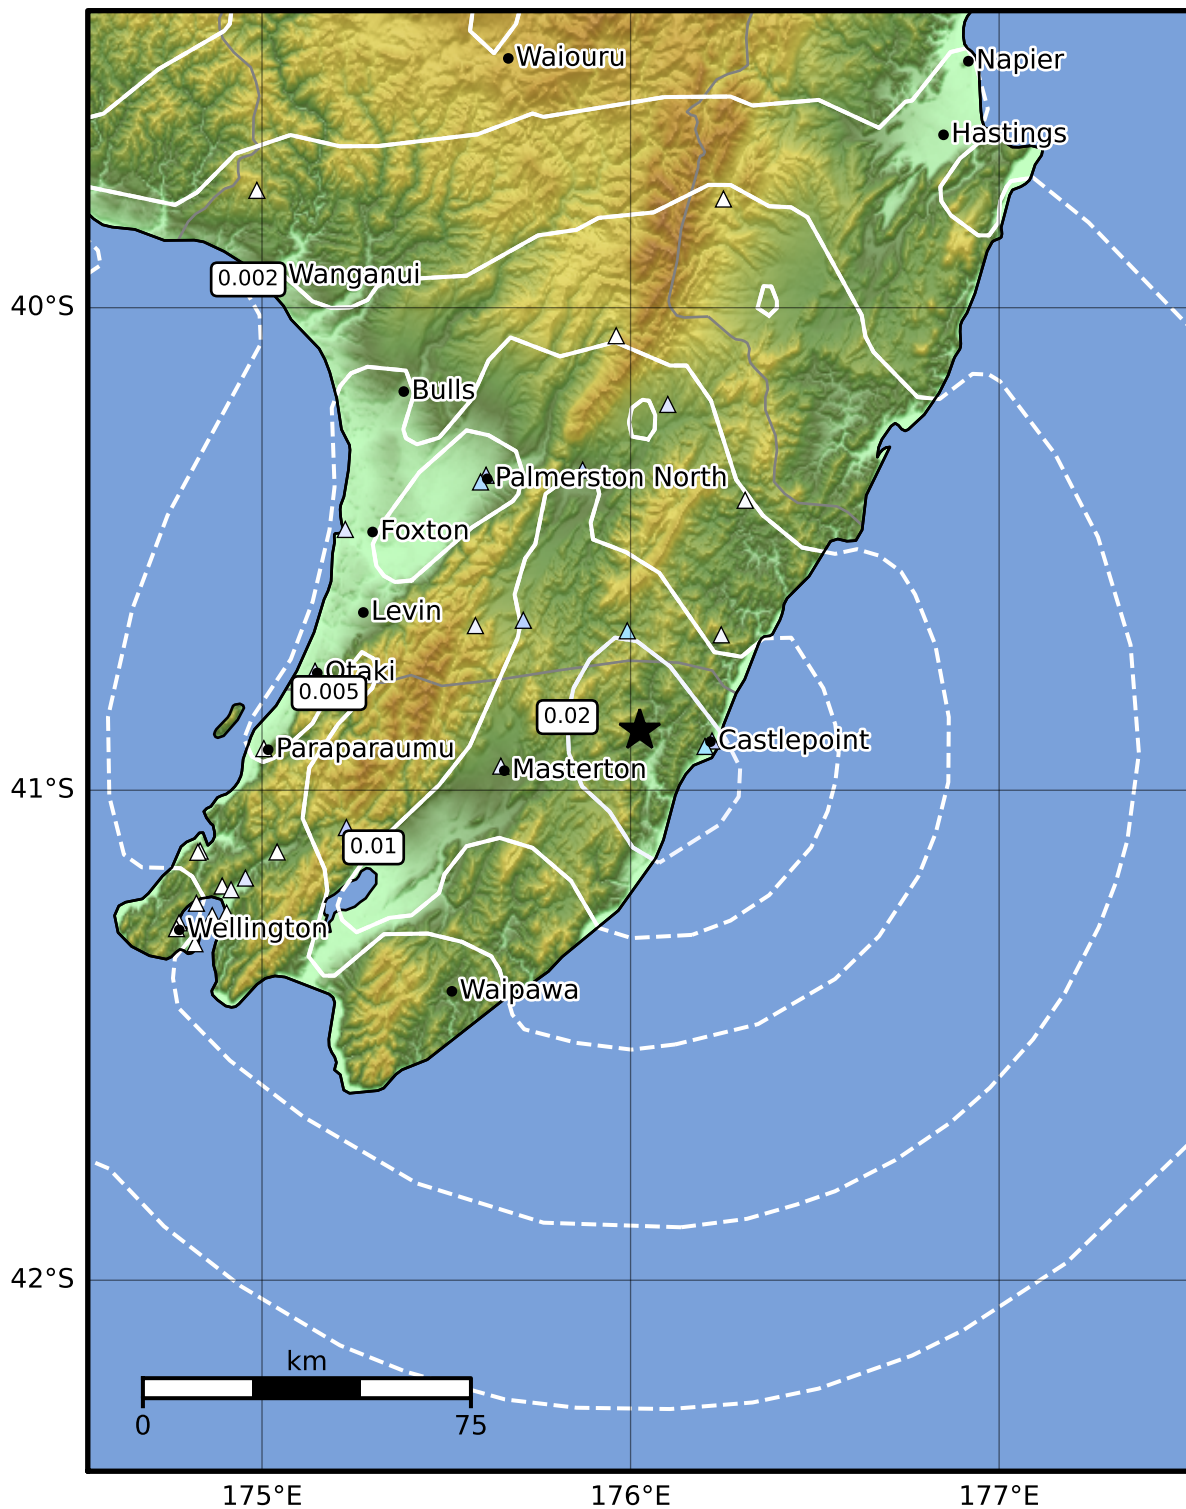 Waiouru
Napier
Hastings
Wanganui
0.002
40°S
Bulls
Palmerston North
Foxton
Levin
Otaki
0.005
0.02
Castlepoint
Paraparaumu
Masterton
41°S
0.01
Wellington
Waipawa
42°S
km
0
75
175°E
176°E
177°E